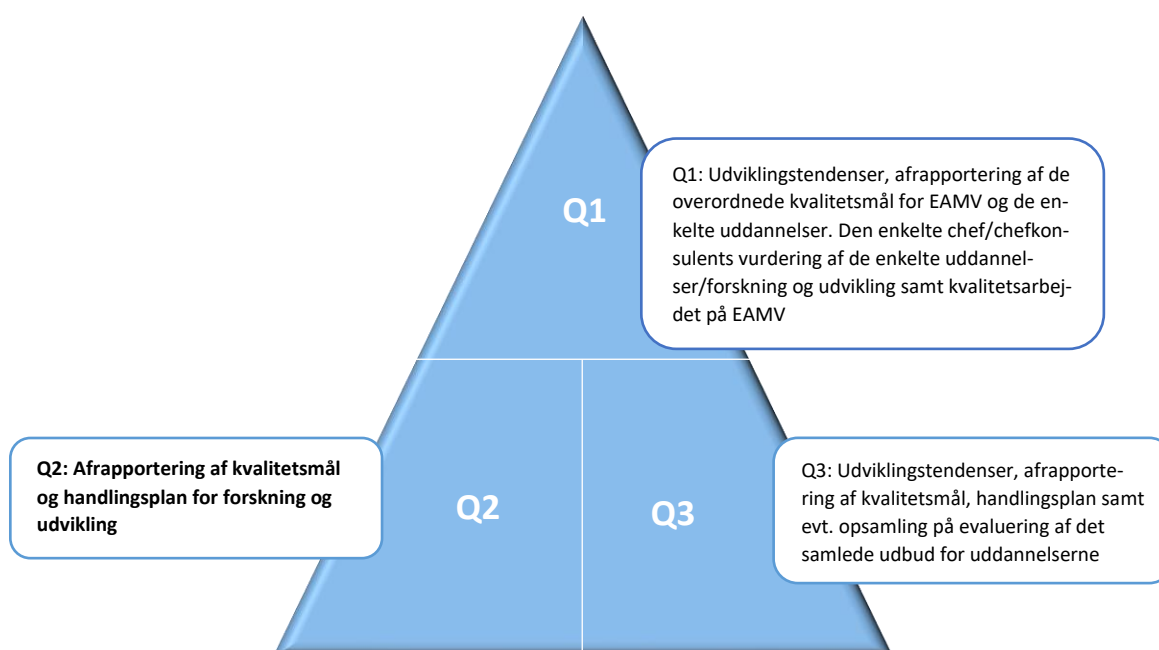 Q1
Q1: Udviklingstendenser, afrapportering af de
overordnede kvalitetsmål for EAMV og de en-
kelte uddannelser. Den enkelte chef/chefkon-
sulents vurdering af de enkelte uddannel-
ser/forskning og udvikling samt kvalitetsarbej-
det på EAMV
Q2: Afrapportering af kvalitetsmål
og handlingsplan for forskning og
udvikling
Q2
Q3
Q3: Udviklingstendenser, afrapporte-
ring af kvalitetsmål, handlingsplan samt
evt. opsamling på evaluering af det
samlede udbud for uddannelserne